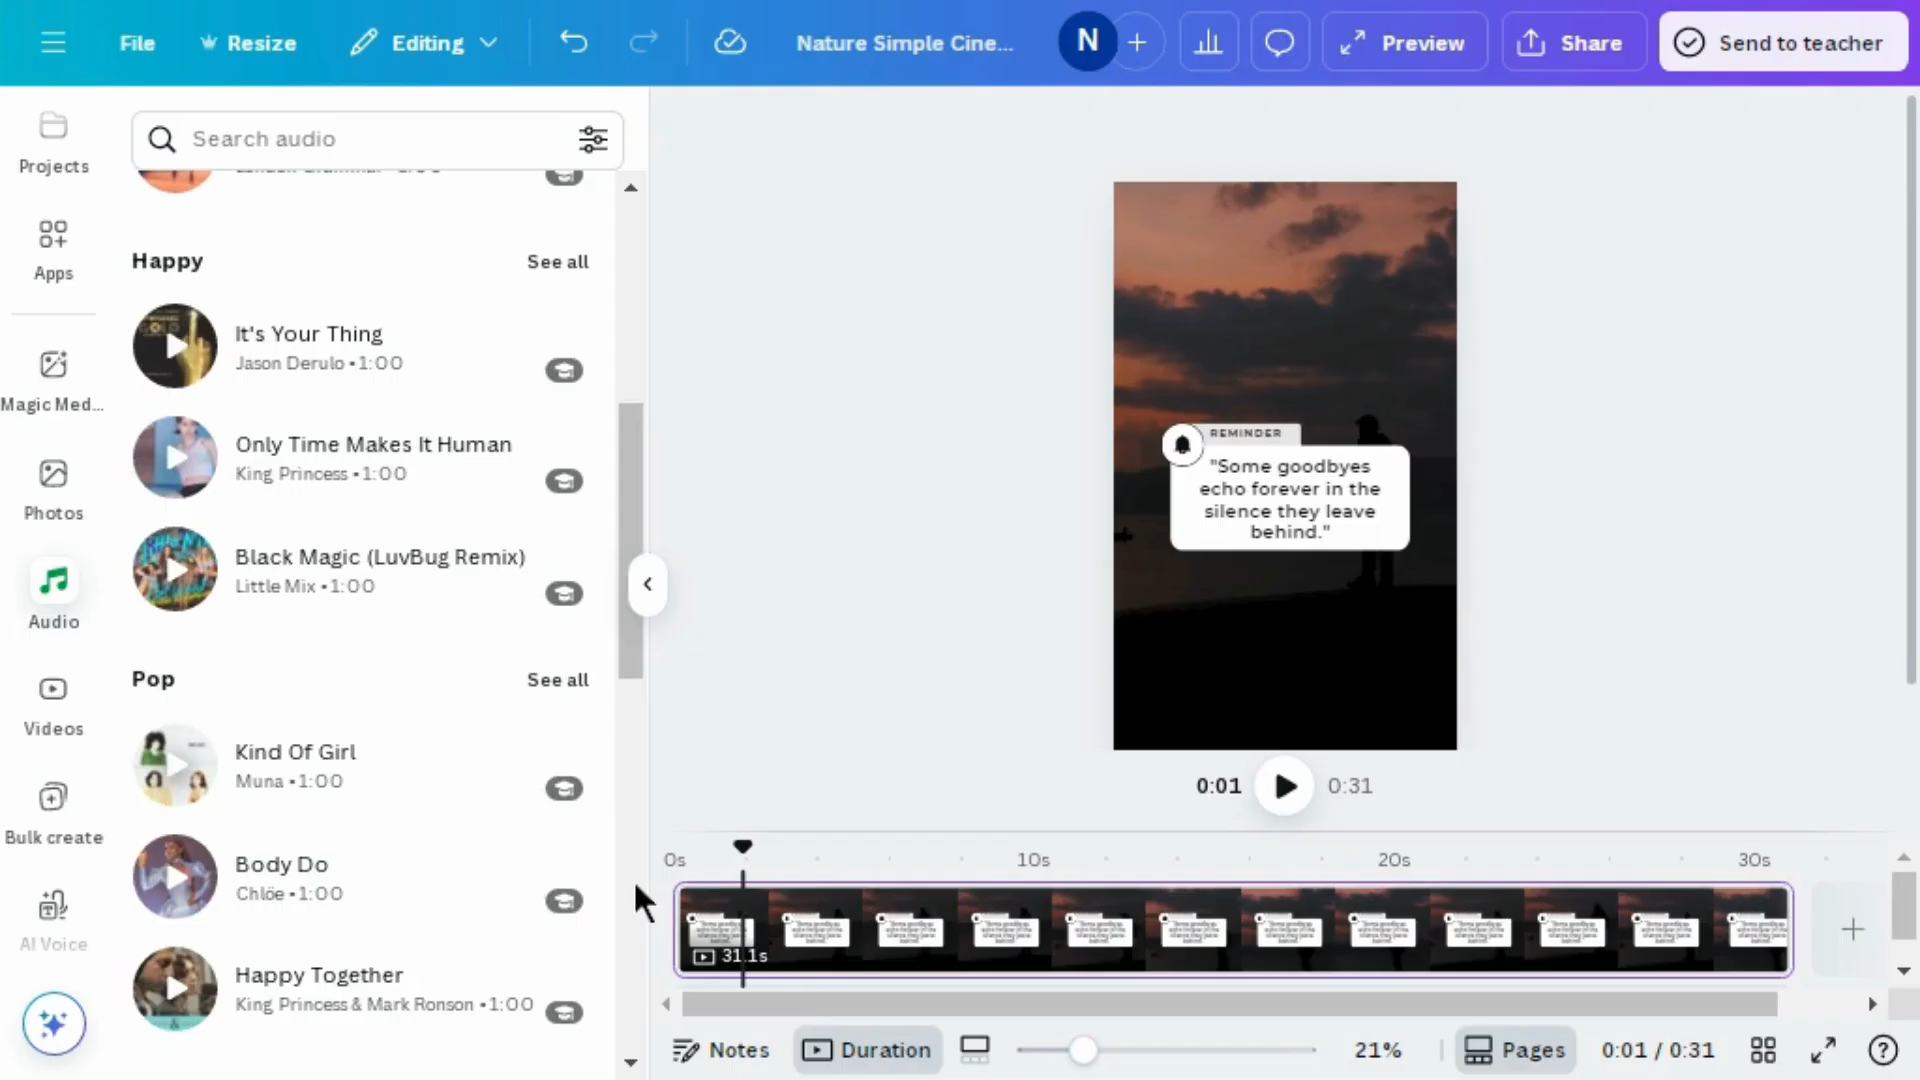 File
Resize
Editing
Nature Simple Cine...
N
Preview
Share
Send to teacher
Projects
Apps
Magic Med...
Photos
Audio
Videos
Bulk create
AI Voice
Search audio
Happy
See all
It's Your Thing
Jason Derulo • 1:00
Only Time Makes It Human
King Princess • 1:00
Black Magic (LuvBug Remix)
Little Mix • 1:00
Pop
See all
Kind Of Girl
Muna • 1:00
Body Do
Chlöe • 1:00
Happy Together
King Princess & Mark Ronson • 1:00
REMINDER
"Some goodbyes
echo forever in the
silence they leave
behind."
0:01
0:31
0s
10s
20s
30s
31.1s
Notes
Duration
21%
Pages
0:01 / 0:31